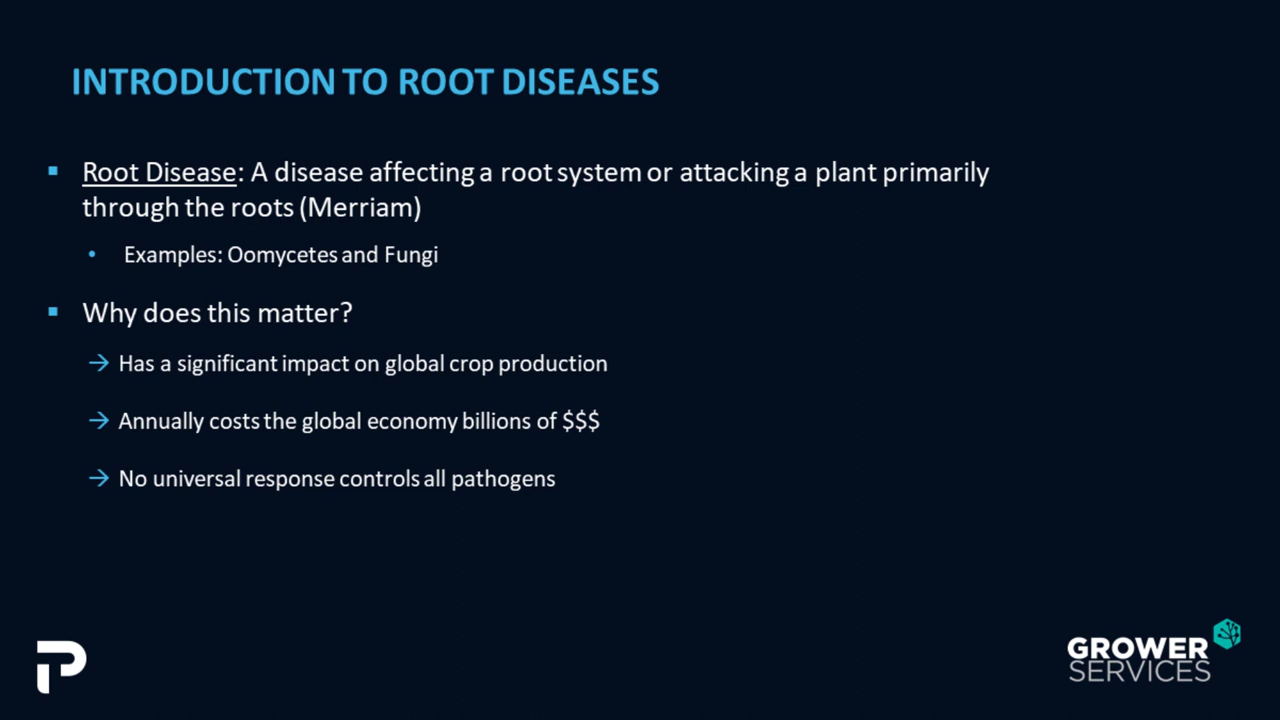 INTRODUCTION TO ROOT DISEASES
Root Disease: A disease affecting a root system or attacking a plant primarily
through the roots (Merriam)
Examples: Oomycetes and Fungi
Why does this matter?
Has a significant impact on global crop production
Annually costs the global economy billions of $$$
No universal response controls all pathogens
GROWER
SERVICES